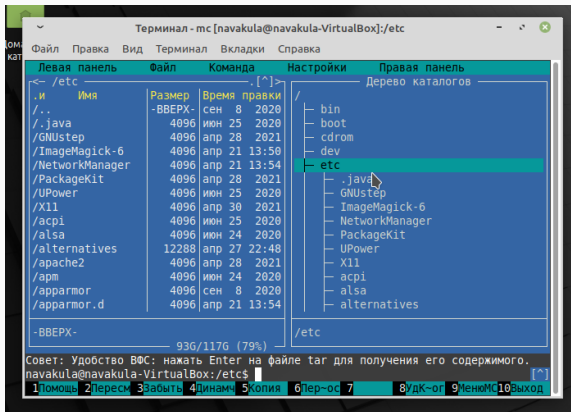 Терминал - mc [navakula@navakula-VirtualBox]:/etc
Файл Правка Вид Терминал Вкладки Справка
Левая панель Файл Команда Настройки Правая панель
<– /etc .[^]> Дерево каталогов
.и Имя Размер Время правки /
/.. -ВВЕРХ- сен 8 2020 bin
/.java 4096 июн 25 2020 boot
/GNUstep 4096 апр 28 2021 cdrom
/ImageMagick-6 4096 апр 21 13:50 dev
/NetworkManager 4096 апр 21 13:54 etc
/PackageKit 4096 апр 28 2021 .java
/UPower 4096 июн 25 2020 GNUstep
/X11 4096 апр 30 2021 ImageMagick-6
/acpi 4096 июн 25 2020 NetworkManager
/alsa 4096 июн 24 2020 PackageKit
/alternatives 12288 апр 27 22:48 UPower
/apache2 4096 апр 28 2021 X11
/apm 4096 июн 24 2020 acpi
/apparmor 4096 сен 8 2020 alsa
/apparmor.d 4096 апр 21 13:54 alternatives
-ВВЕРХ- /etc
93G/117G (79%)
Совет: Удобство ВФС: нажать Enter на файле tar для получения его содержимого.
navakula@navakula-VirtualBox:/etc$ [^]
1Помощь 2Пересм 3Забыть 4Динамч 5Копия 6Пер~ос 7 8Удк~ог 9МенюMC 10Выход